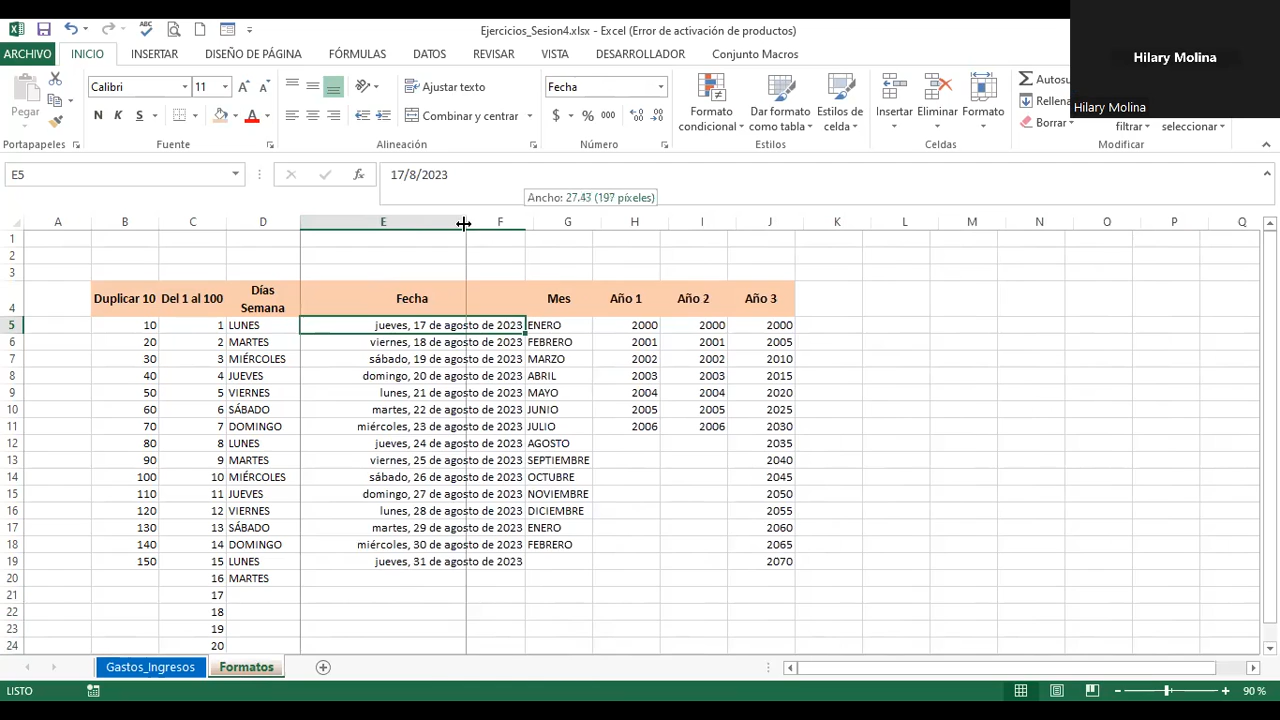 Ejercicios_Sesion4.xlsx - Excel (Error de activación de productos)
Hilary Molina
Hilary Molina
ARCHIVO INICIO INSERTAR DISEÑO DE PÁGINA FÓRMULAS DATOS REVISAR VISTA DESARROLLADOR Conjunto Macros
Pegar
Calibri 11
N K S
Ajustar texto
Combinar y centrar
Fecha
$ % 000
Formato condicional
Dar formato como tabla
Estilos de celda
Insertar Eliminar Formato
Autosu
Rellena
Borrar
filtrar seleccionar
Portapapeles Fuente Alineación Número Estilos Celdas Modificar
E5 fx 17/8/2023
Ancho: 27.43 (197 píxeles)
A B C D E F G H I J K L M N O P Q
1
2
3
4 Duplicar 10 Del 1 al 100 Días Semana Fecha Mes Año 1 Año 2 Año 3
5 10 1 LUNES jueves, 17 de agosto de 2023 ENERO 2000 2000 2000
6 20 2 MARTES viernes, 18 de agosto de 2023 FEBRERO 2001 2001 2005
7 30 3 MIÉRCOLES sábado, 19 de agosto de 2023 MARZO 2002 2002 2010
8 40 4 JUEVES domingo, 20 de agosto de 2023 ABRIL 2003 2003 2015
9 50 5 VIERNES lunes, 21 de agosto de 2023 MAYO 2004 2004 2020
10 60 6 SÁBADO martes, 22 de agosto de 2023 JUNIO 2005 2005 2025
11 70 7 DOMINGO miércoles, 23 de agosto de 2023 JULIO 2006 2006 2030
12 80 8 LUNES jueves, 24 de agosto de 2023 AGOSTO 2035
13 90 9 MARTES viernes, 25 de agosto de 2023 SEPTIEMBRE 2040
14 100 10 MIÉRCOLES sábado, 26 de agosto de 2023 OCTUBRE 2045
15 110 11 JUEVES domingo, 27 de agosto de 2023 NOVIEMBRE 2050
16 120 12 VIERNES lunes, 28 de agosto de 2023 DICIEMBRE 2055
17 130 13 SÁBADO martes, 29 de agosto de 2023 ENERO 2060
18 140 14 DOMINGO miércoles, 30 de agosto de 2023 FEBRERO 2065
19 150 15 LUNES jueves, 31 de agosto de 2023 2070
20 16 MARTES
21 17
22 18
23 19
24 20
Gastos_Ingresos Formatos
LISTO 90 %